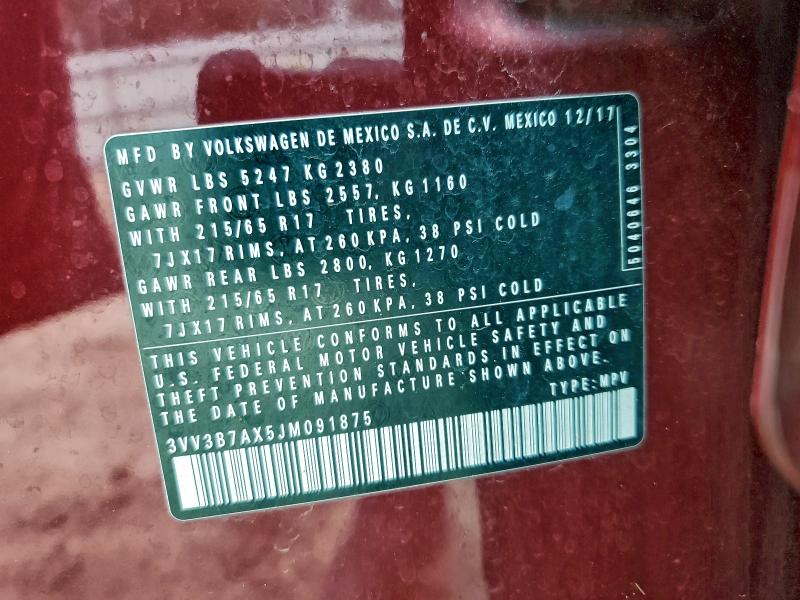 MFD BY VOLKSWAGEN DE MEXICO S.A. DE C.V. MEXICO 12/17
GVWR LBS 5247 KG 2380
GAWR FRONT LBS 2557, KG 1160
WITH 215/65 R17 TIRES,
7JX17 RIMS, AT 260 KPA, 38 PSI COLD
GAWR REAR LBS 2800, KG 1270
WITH 215/65 R17 TIRES,
7JX17 RIMS, AT 260 KPA, 38 PSI COLD
5040646 3304
THIS VEHICLE CONFORMS TO ALL APPLICABLE
U.S. FEDERAL MOTOR VEHICLE SAFETY AND
THEFT PREVENTION STANDARDS IN EFFECT ON
THE DATE OF MANUFACTURE SHOWN ABOVE.
TYPE: MPV
3VV3B7AX5JM091875